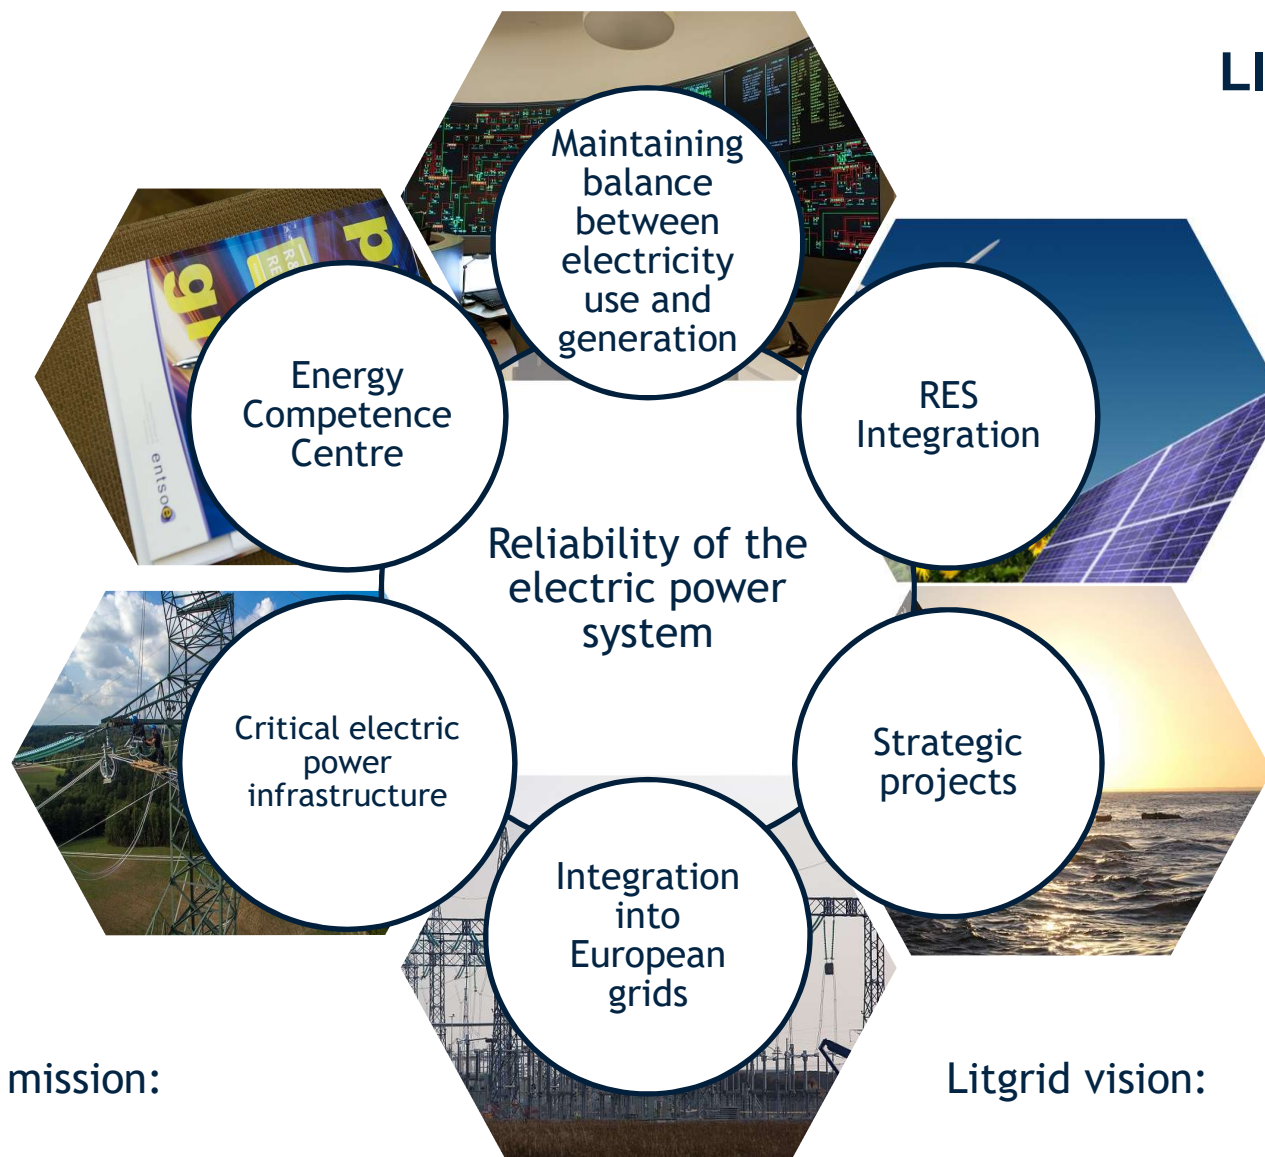 LI
Maintaining
balance
between
electricity
use and
generation
Energy
Competence
Centre
RES
Integration
entsoe
Reliability of the
electric power
system
Critical electric
power
infrastructure
Strategic
projects
Integration
into
European
grids
mission:
Litgrid vision: